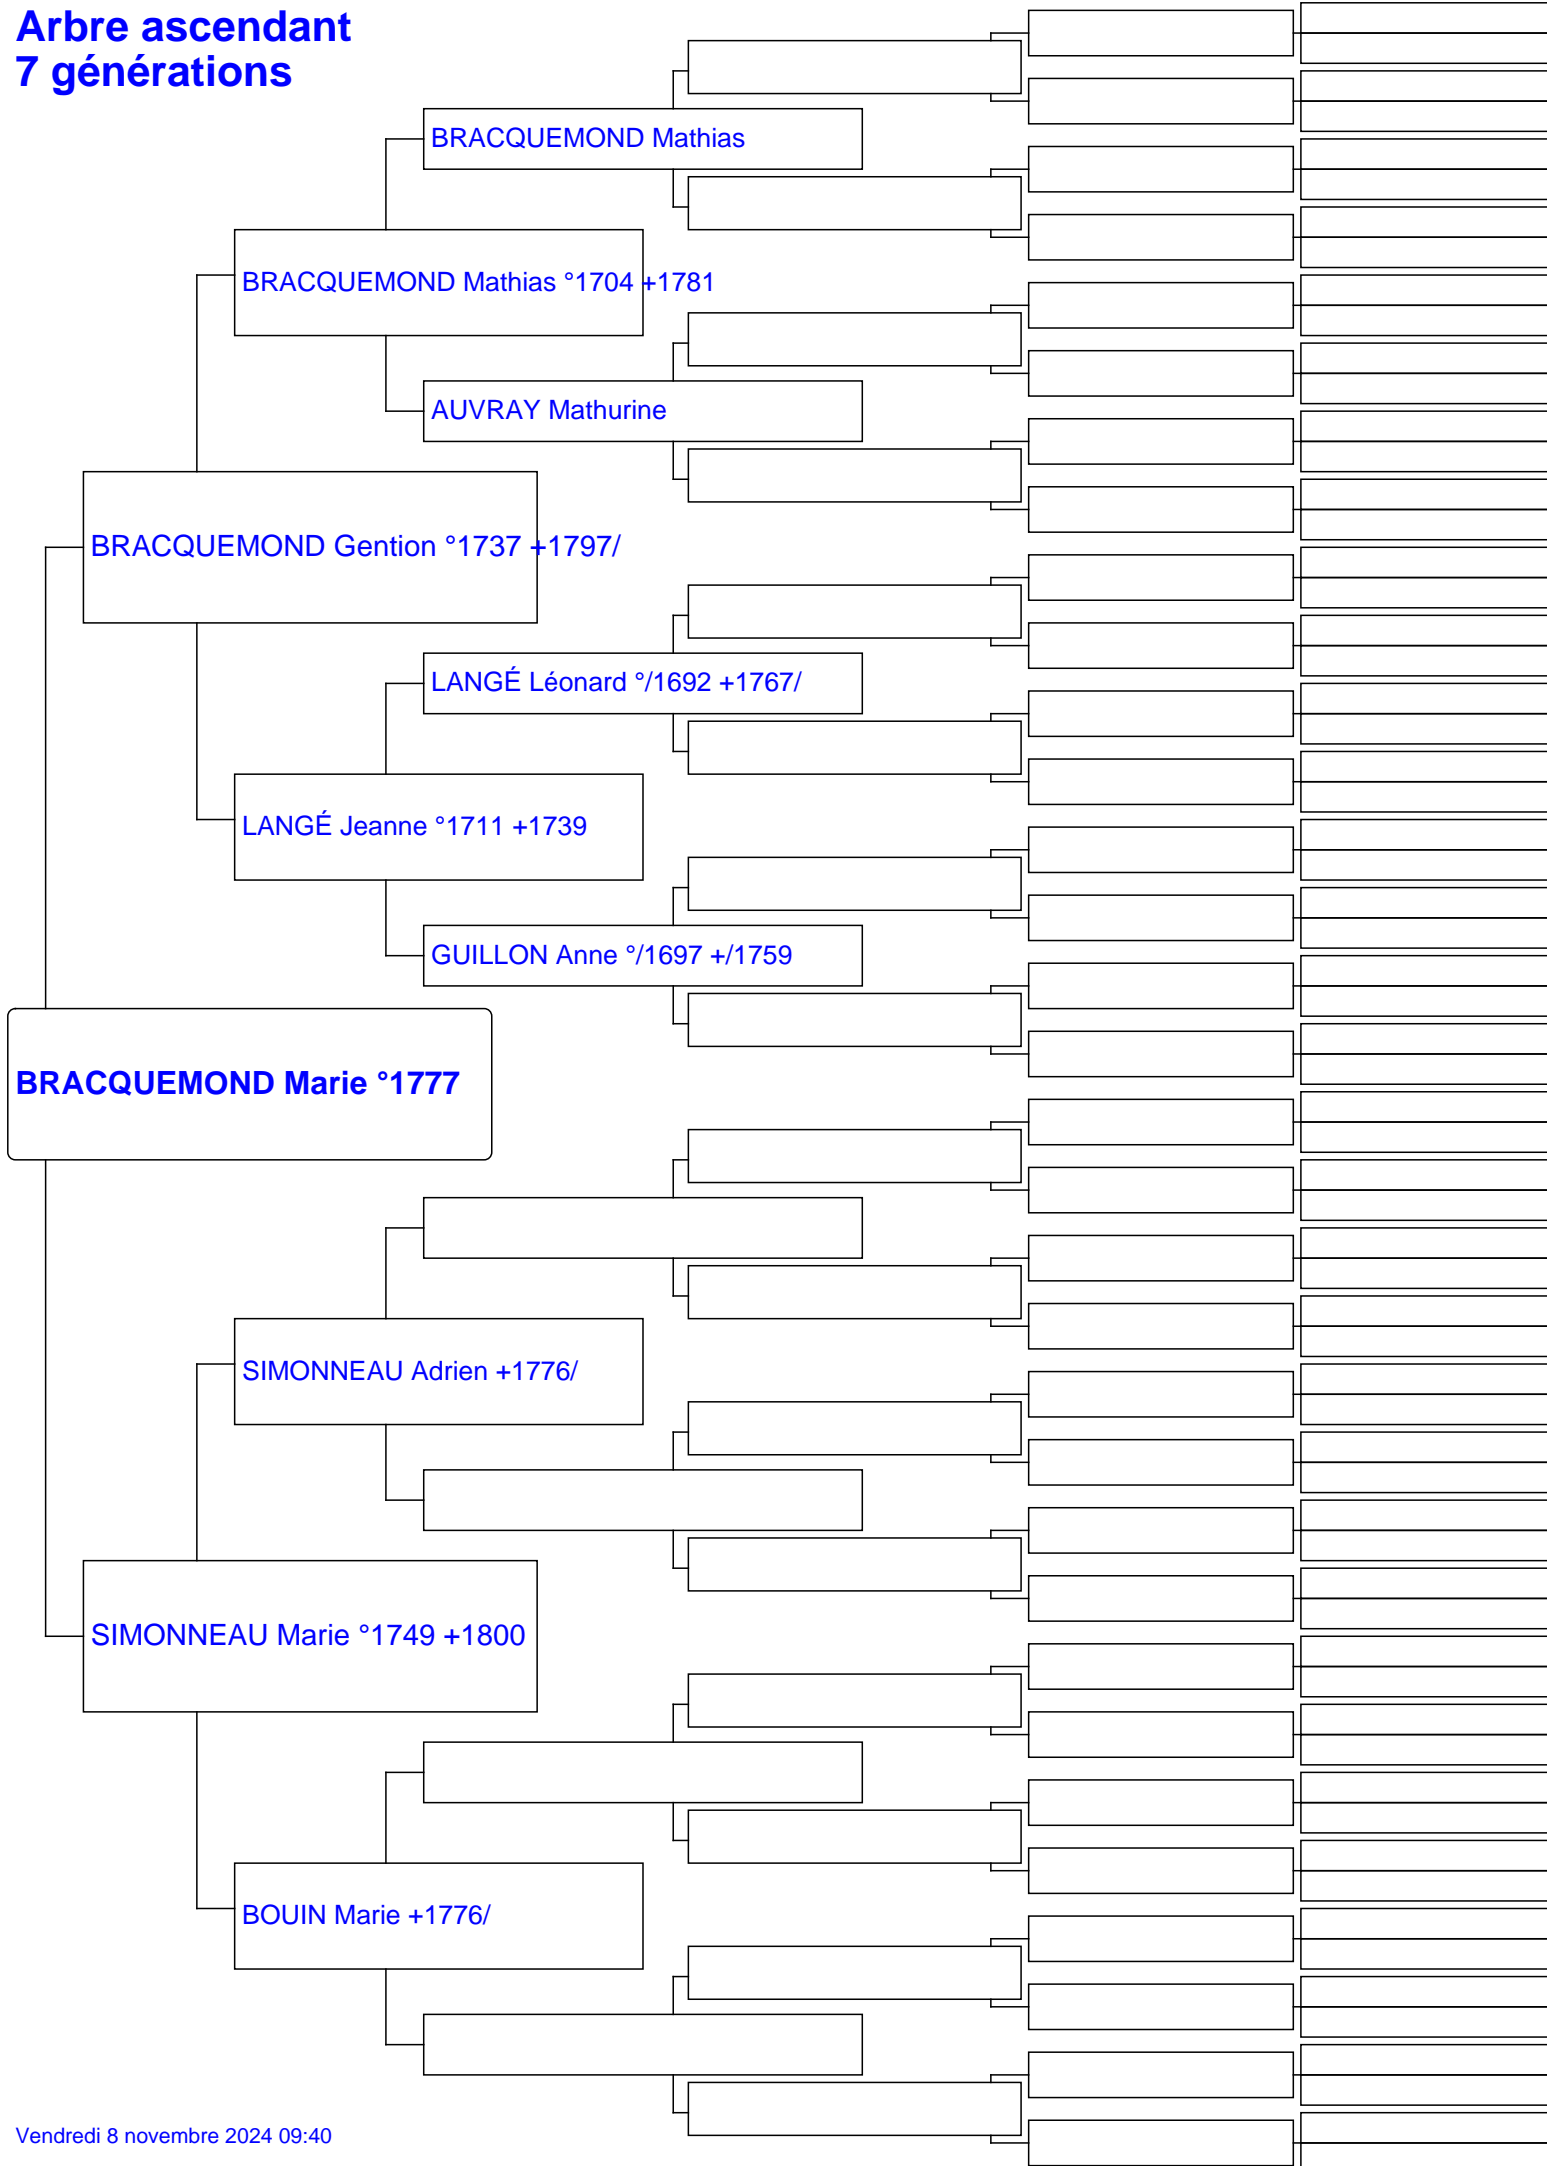 Arbre ascendant
7 générations
BRACQUEMOND Mathias
BRACQUEMOND Mathias °1704 +1781
AUVRAY Mathurine
BRACQUEMOND Gention °1737 +1797/
LANGÉ Léonard °/1692 +1767/
LANGÉ Jeanne °1711 +1739
GUILLON Anne °/1697 +/1759
BRACQUEMOND Marie °1777
SIMONNEAU Adrien +1776/
SIMONNEAU Marie °1749 +1800
BOUIN Marie +1776/
Vendredi 8 novembre 2024 09:40